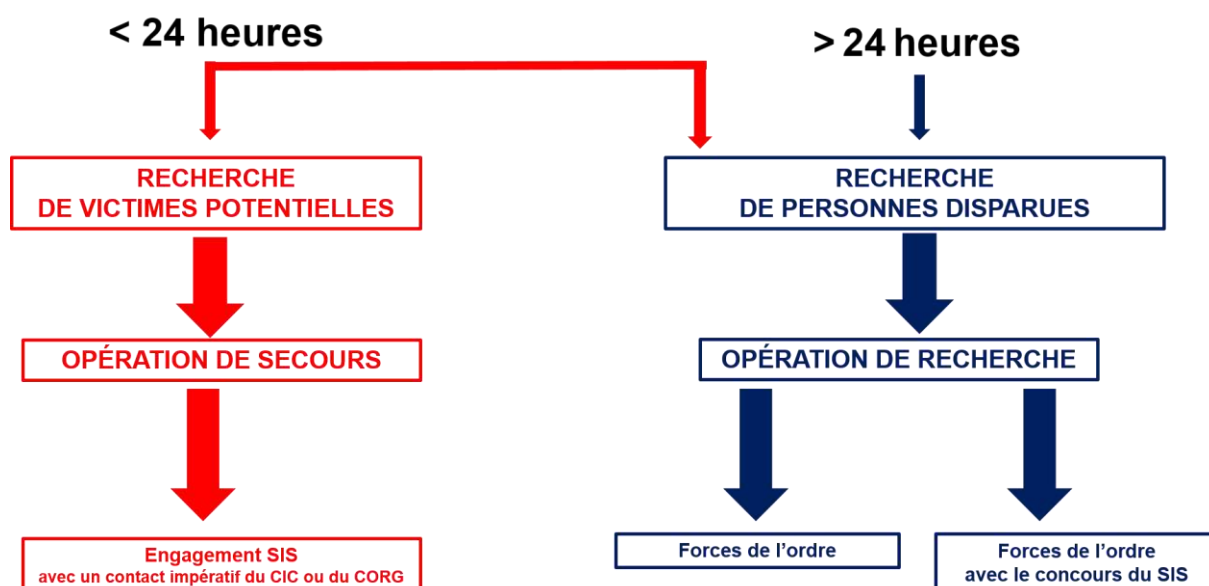 < 24 heures
> 24 heures
RECHERCHE
DE VICTIMES POTENTIELLES
RECHERCHE
DE PERSONNES DISPARUES
OPÉRATION DE SECOURS
OPÉRATION DE RECHERCHE
Engagement SIS
avec un contact impératif du CIC ou du CORG
Forces de l’ordre
Forces de l’ordre
avec le concours du SIS